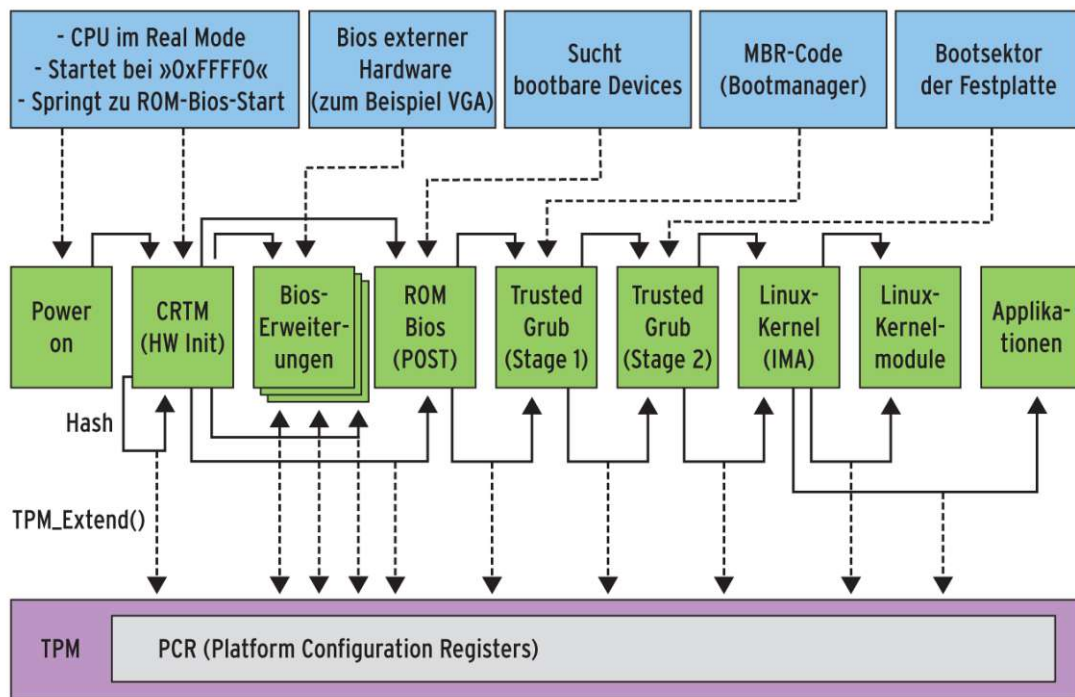 - CPU im Real Mode
- Startet bei »0xFFFF0«
- Springt zu ROM-Bios-Start
Bios externer
Hardware
(zum Beispiel VGA)
Sucht
bootbare Devices
MBR-Code
(Bootmanager)
Bootsektor
der Festplatte
Power
on
CRTM
(HW Init)
Bios-
Erweiter-
ungen
ROM
Bios
(POST)
Trusted
Grub
(Stage 1)
Trusted
Grub
(Stage 2)
Linux-
Kernel
(IMA)
Linux-
Kernel-
module
Applika-
tionen
Hash
TPM_Extend()
TPM
PCR (Platform Configuration Registers)